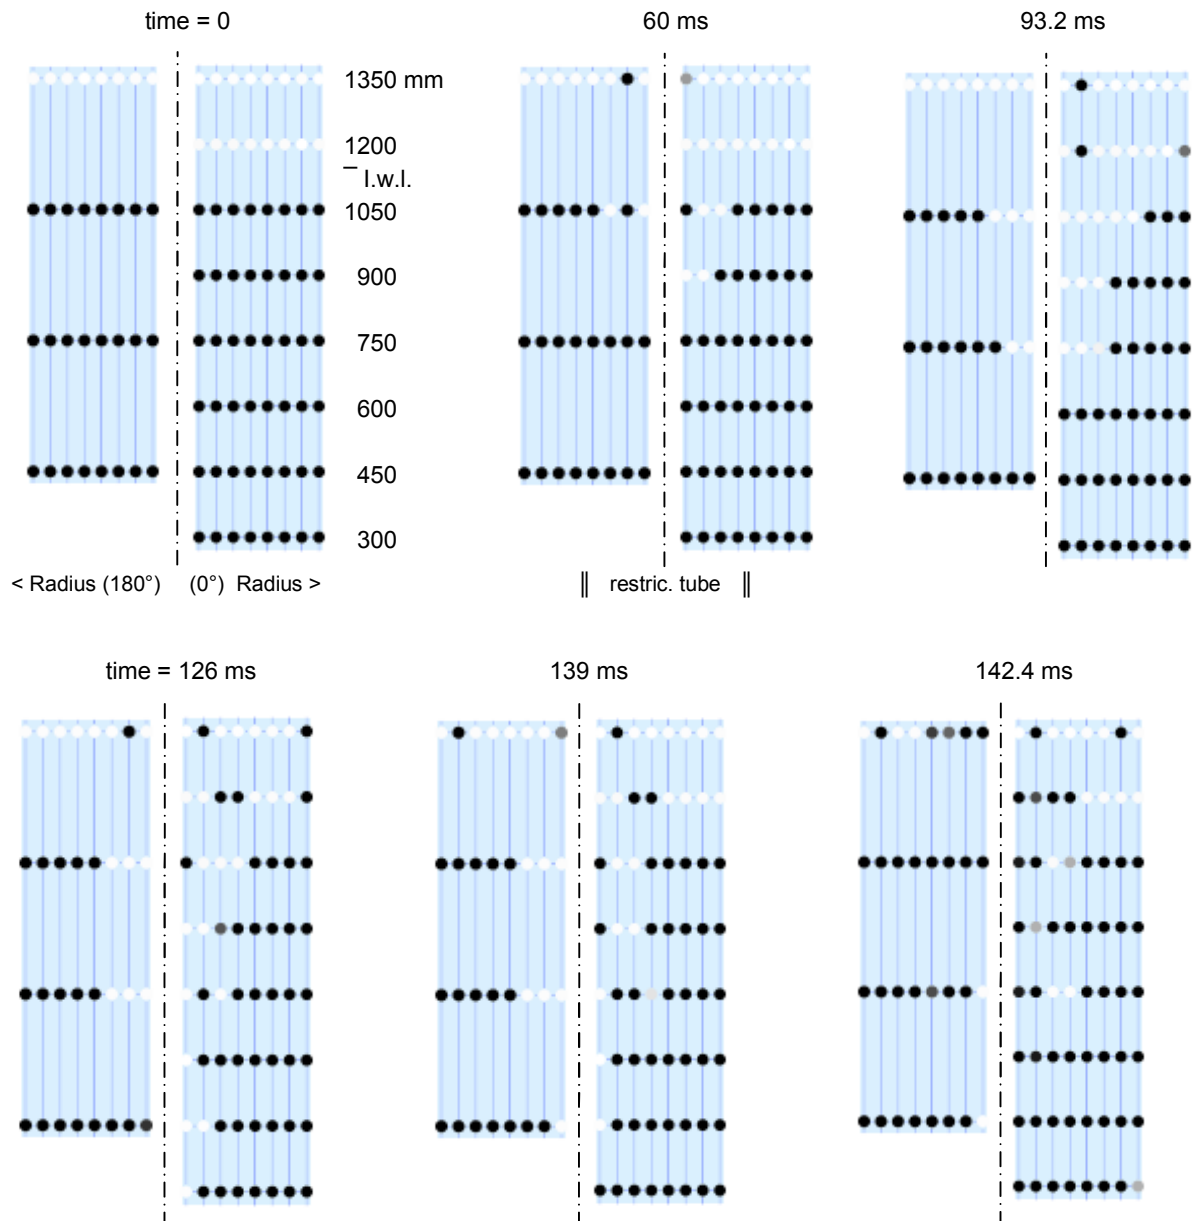 time = 0
60 ms
93.2 ms
1350 mm
1200
I.w.l.
1050
900
750
600
450
300
< Radius (180°) (0°) Radius >
|| restric. tube ||
time = 126 ms
139 ms
142.4 ms